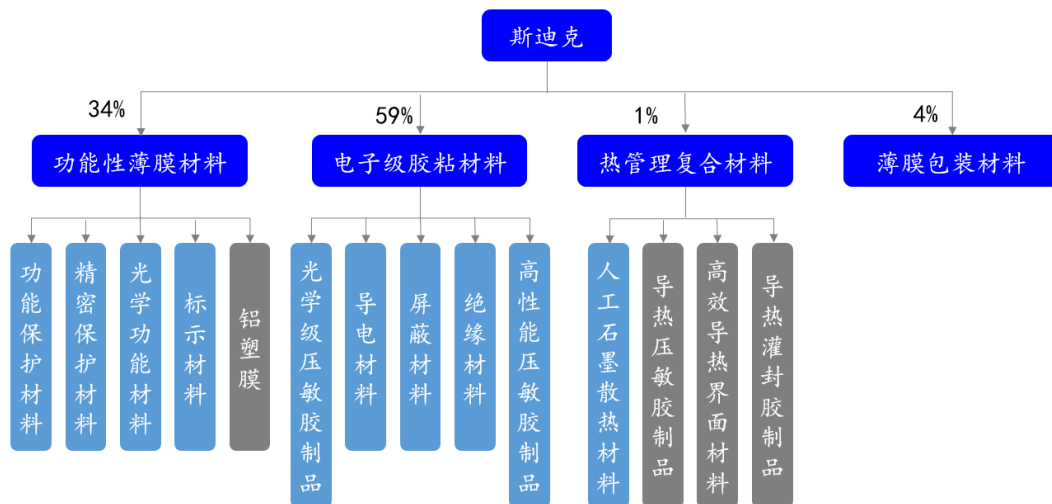 斯迪克
34%
59%
1%
4%
功能性薄膜材料
电子级胶粘材料
热管理复合材料
薄膜包装材料
功能保护材料
精密保护材料
光学功能材料
标示材料
铝塑膜
光学级压敏胶制品
导电材料
屏蔽材料
绝缘材料
高性能压敏胶制品
人工石墨散热材料
导热压敏胶制品
高效导热界面材料
导热灌封胶制品